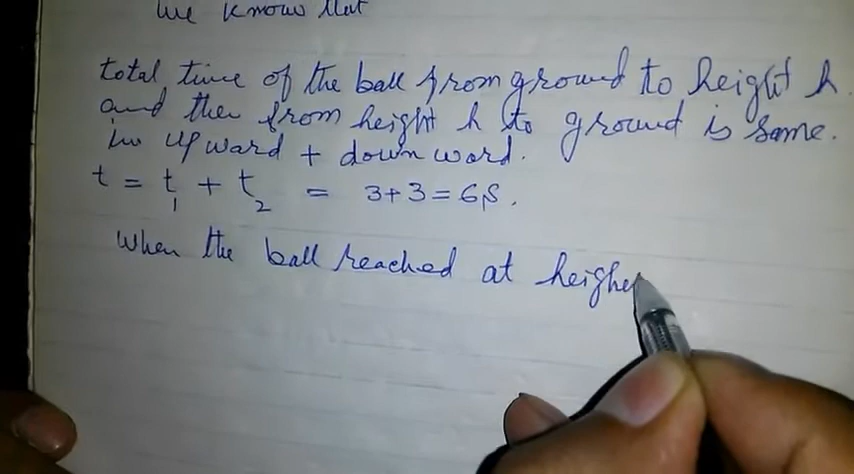 we know that
total time of the ball from ground to height h
and then from height h to ground is same.
in upward + downward.
t = t1 + t2 = 3+3=6s.
When the ball reached at heighe